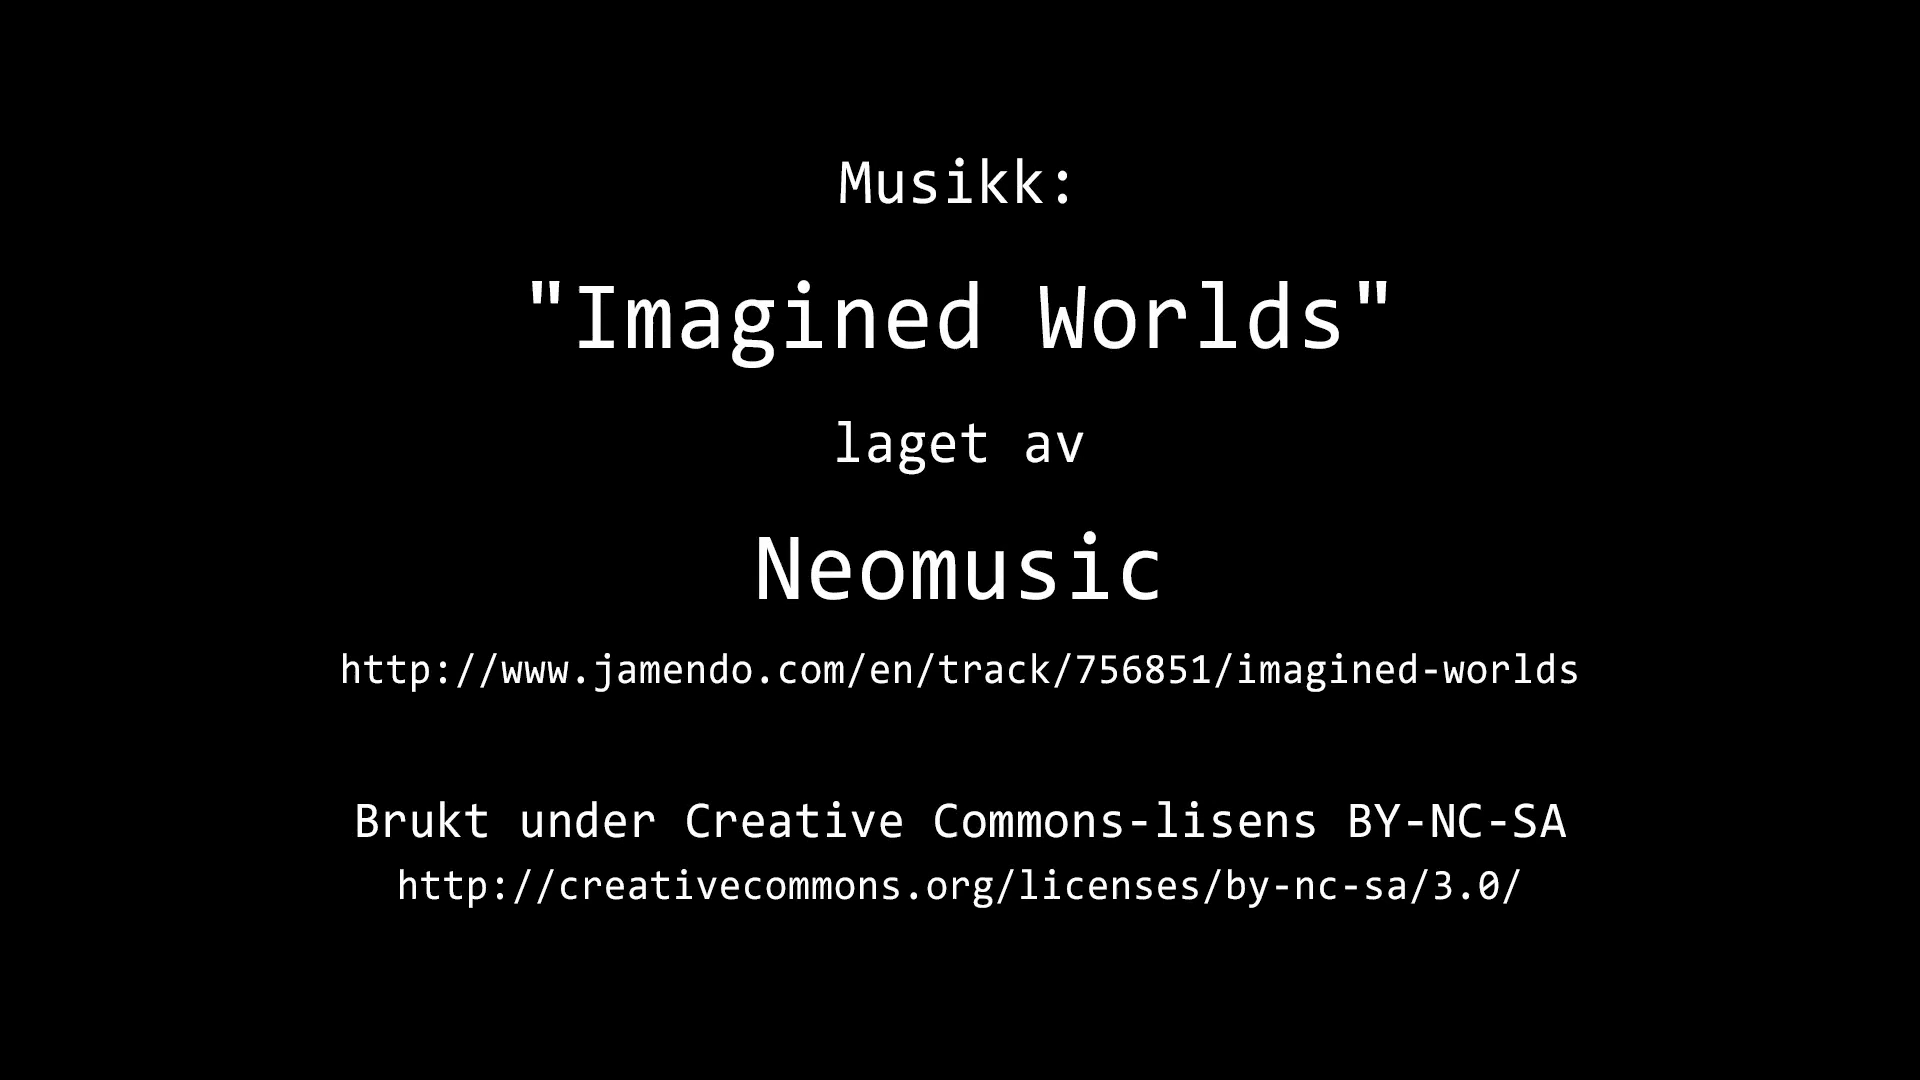 Musikk:
"Imagined Worlds"
laget av
Neomusic
http://www.jamendo.com/en/track/756851/imagined-worlds
Brukt under Creative Commons-lisens BY-NC-SA
http://creativecommons.org/licenses/by-nc-sa/3.0/